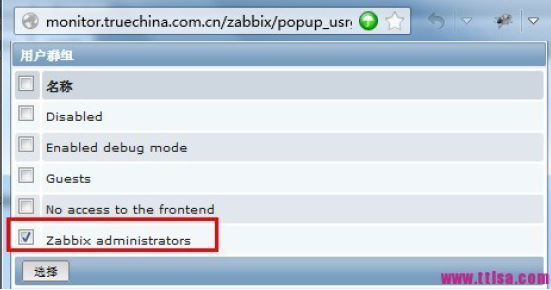 monitor.truechina.com.cn/zabbix/popup_usr
用户群组
名称
Disabled
Enabled debug mode
Guests
No access to the frontend
Zabbix administrators
选择
www.ttlsa.com